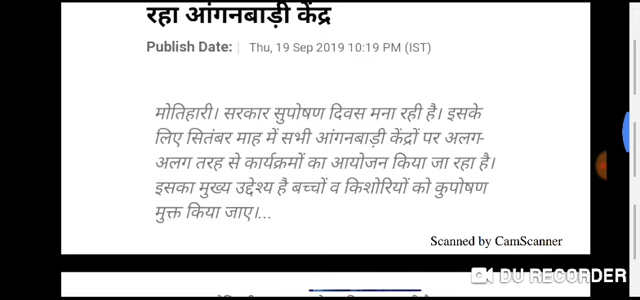 रहा आंगनबाड़ी केंद्र
Publish Date: | Thu, 19 Sep 2019 10:19 PM (IST)
मोतिहारी। सरकार सुपोषण दिवस मना रही है। इसके
लिए सितंबर माह में सभी आंगनबाड़ी केंद्रों पर अलग-
अलग तरह से कार्यक्रमों का आयोजन किया जा रहा है।
इसका मुख्य उद्देश्य है बच्चों व किशोरियों को कुपोषण
मुक्त किया जाए।...
Scanned by CamScanner
DU RECORDER